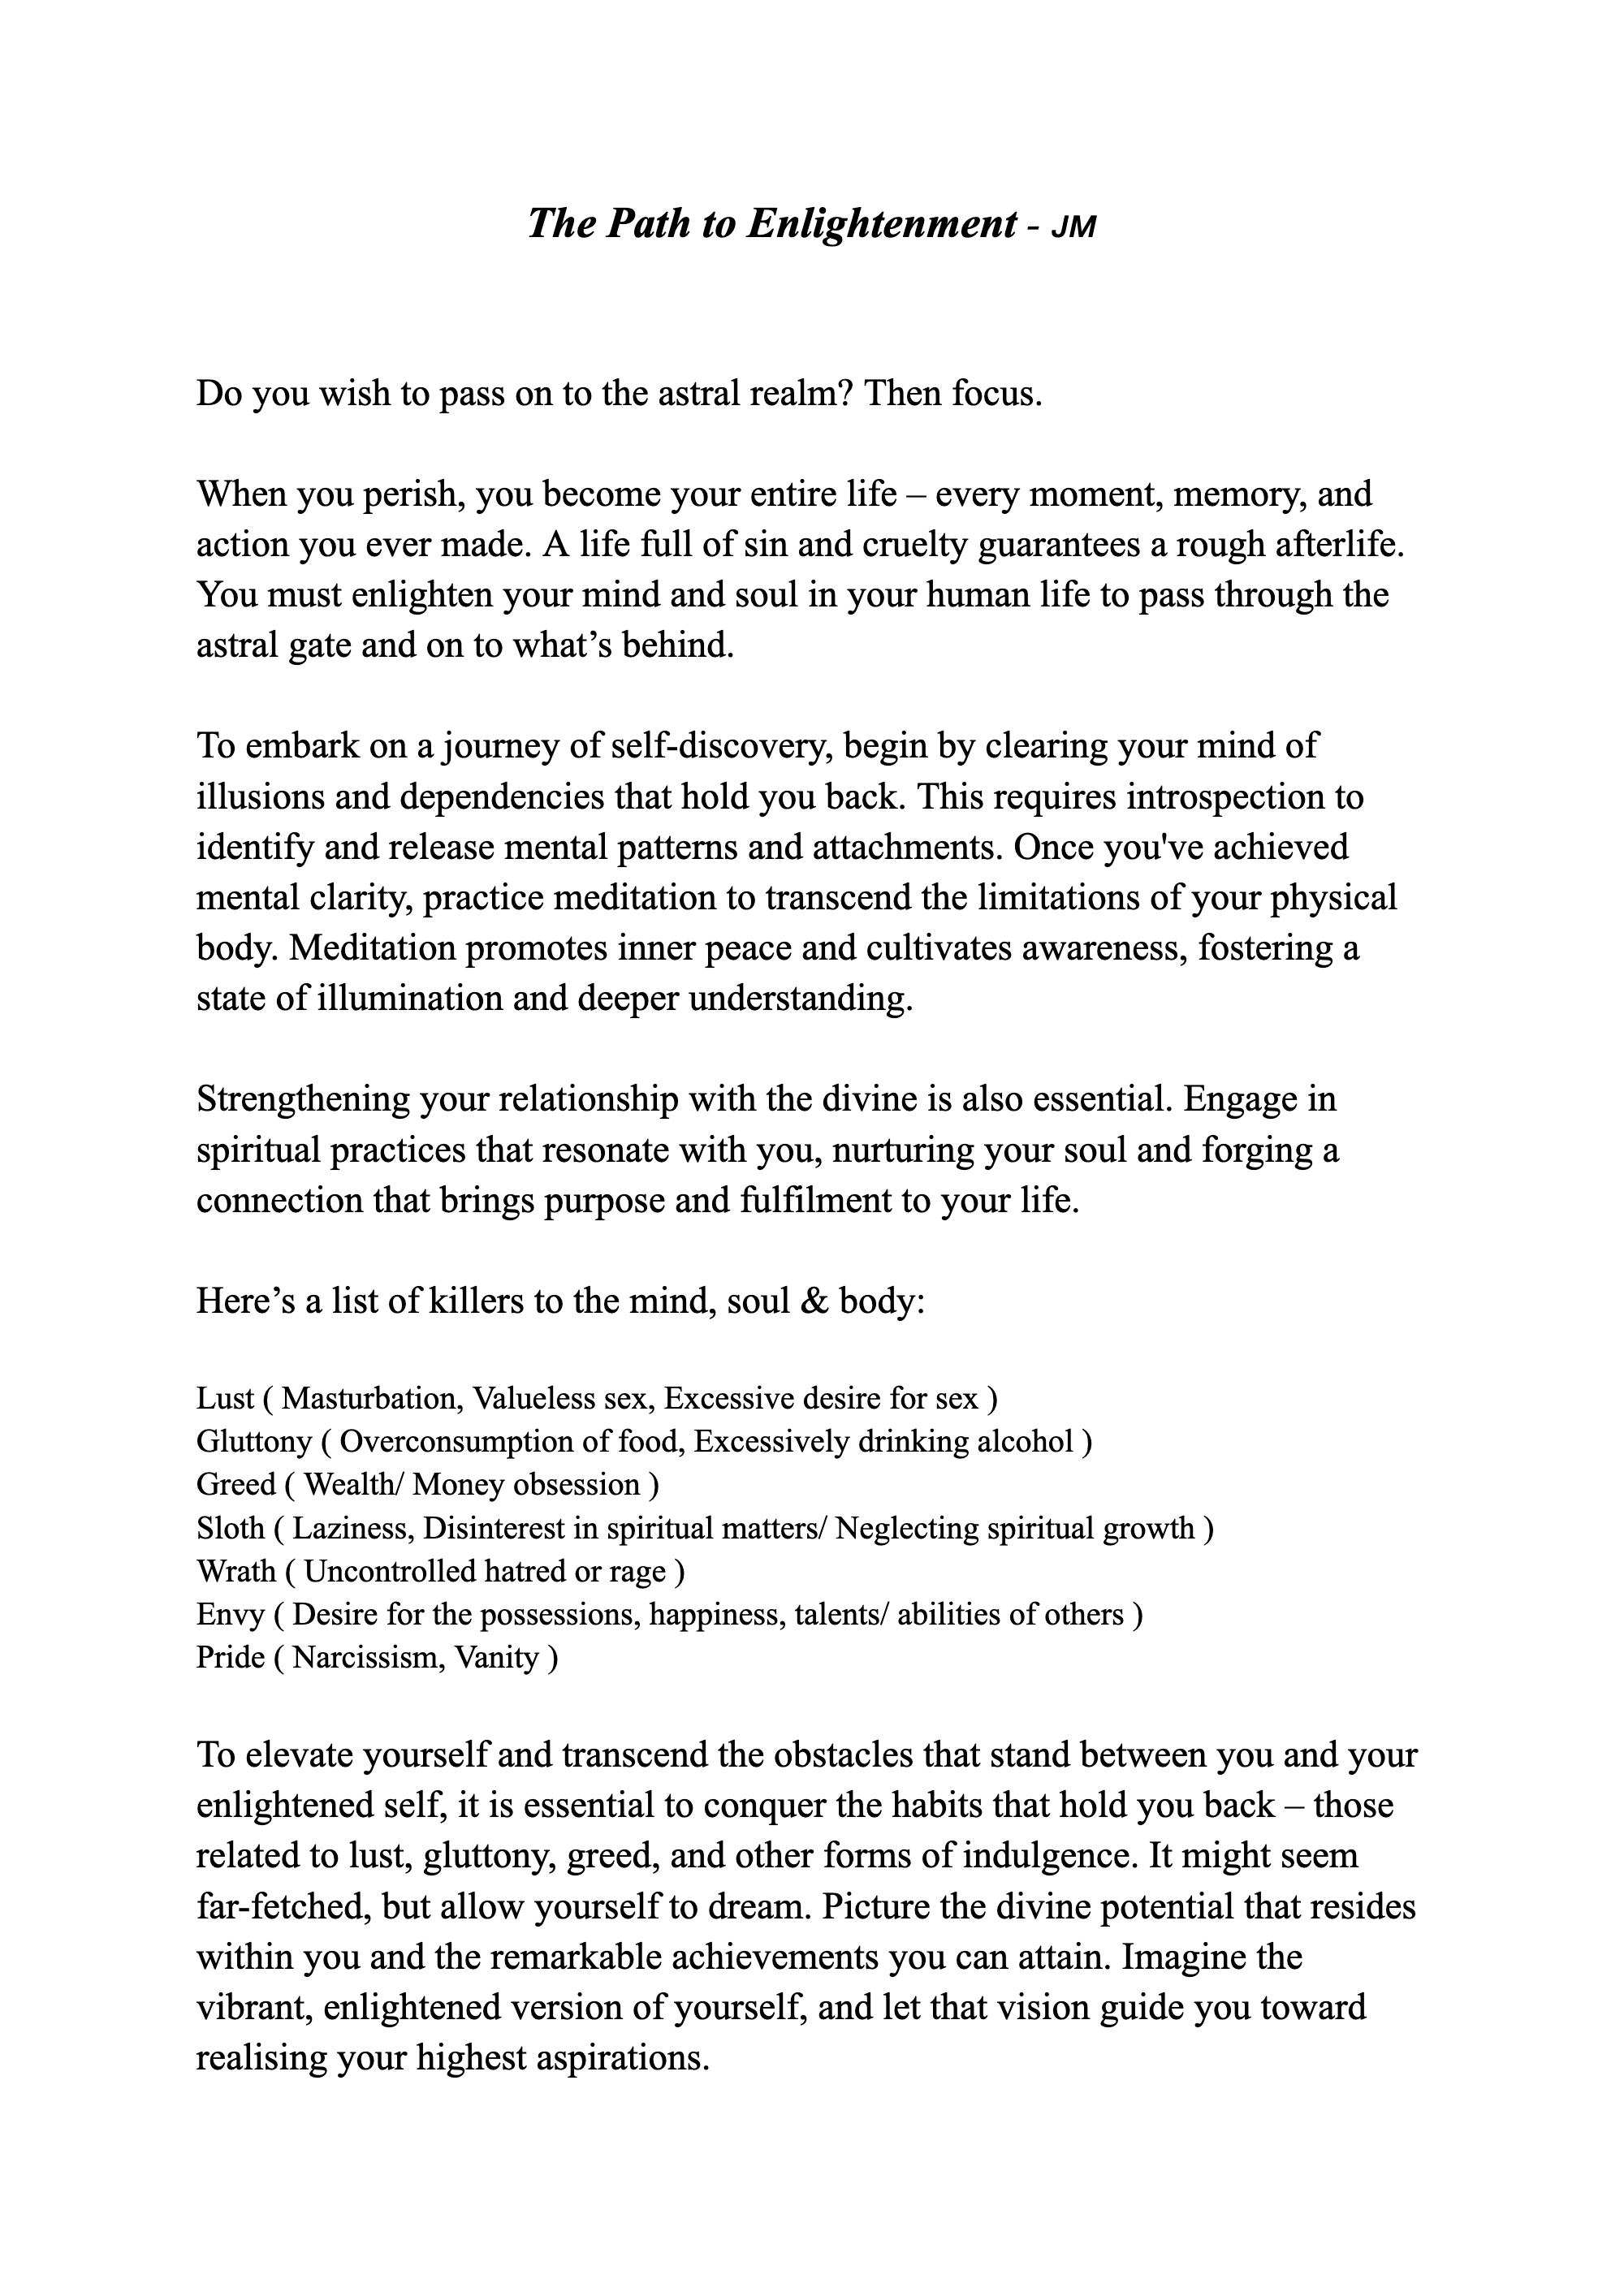 The Path to Enlightenment - JM
Do you wish to pass on to the astral realm? Then focus.
When you perish, you become your entire life – every moment, memory, and
action you ever made. A life full of sin and cruelty guarantees a rough afterlife.
You must enlighten your mind and soul in your human life to pass through the
astral gate and on to what’s behind.
To embark on a journey of self-discovery, begin by clearing your mind of
illusions and dependencies that hold you back. This requires introspection to
identify and release mental patterns and attachments. Once you've achieved
mental clarity, practice meditation to transcend the limitations of your physical
body. Meditation promotes inner peace and cultivates awareness, fostering a
state of illumination and deeper understanding.
Strengthening your relationship with the divine is also essential. Engage in
spiritual practices that resonate with you, nurturing your soul and forging a
connection that brings purpose and fulfilment to your life.
Here’s a list of killers to the mind, soul & body:
Lust ( Masturbation, Valueless sex, Excessive desire for sex )
Gluttony ( Overconsumption of food, Excessively drinking alcohol )
Greed ( Wealth/ Money obsession )
Sloth ( Laziness, Disinterest in spiritual matters/ Neglecting spiritual growth )
Wrath ( Uncontrolled hatred or rage )
Envy ( Desire for the possessions, happiness, talents/ abilities of others )
Pride ( Narcissism, Vanity )
To elevate yourself and transcend the obstacles that stand between you and your
enlightened self, it is essential to conquer the habits that hold you back – those
related to lust, gluttony, greed, and other forms of indulgence. It might seem
far-fetched, but allow yourself to dream. Picture the divine potential that resides
within you and the remarkable achievements you can attain. Imagine the
vibrant, enlightened version of yourself, and let that vision guide you toward
realising your highest aspirations.